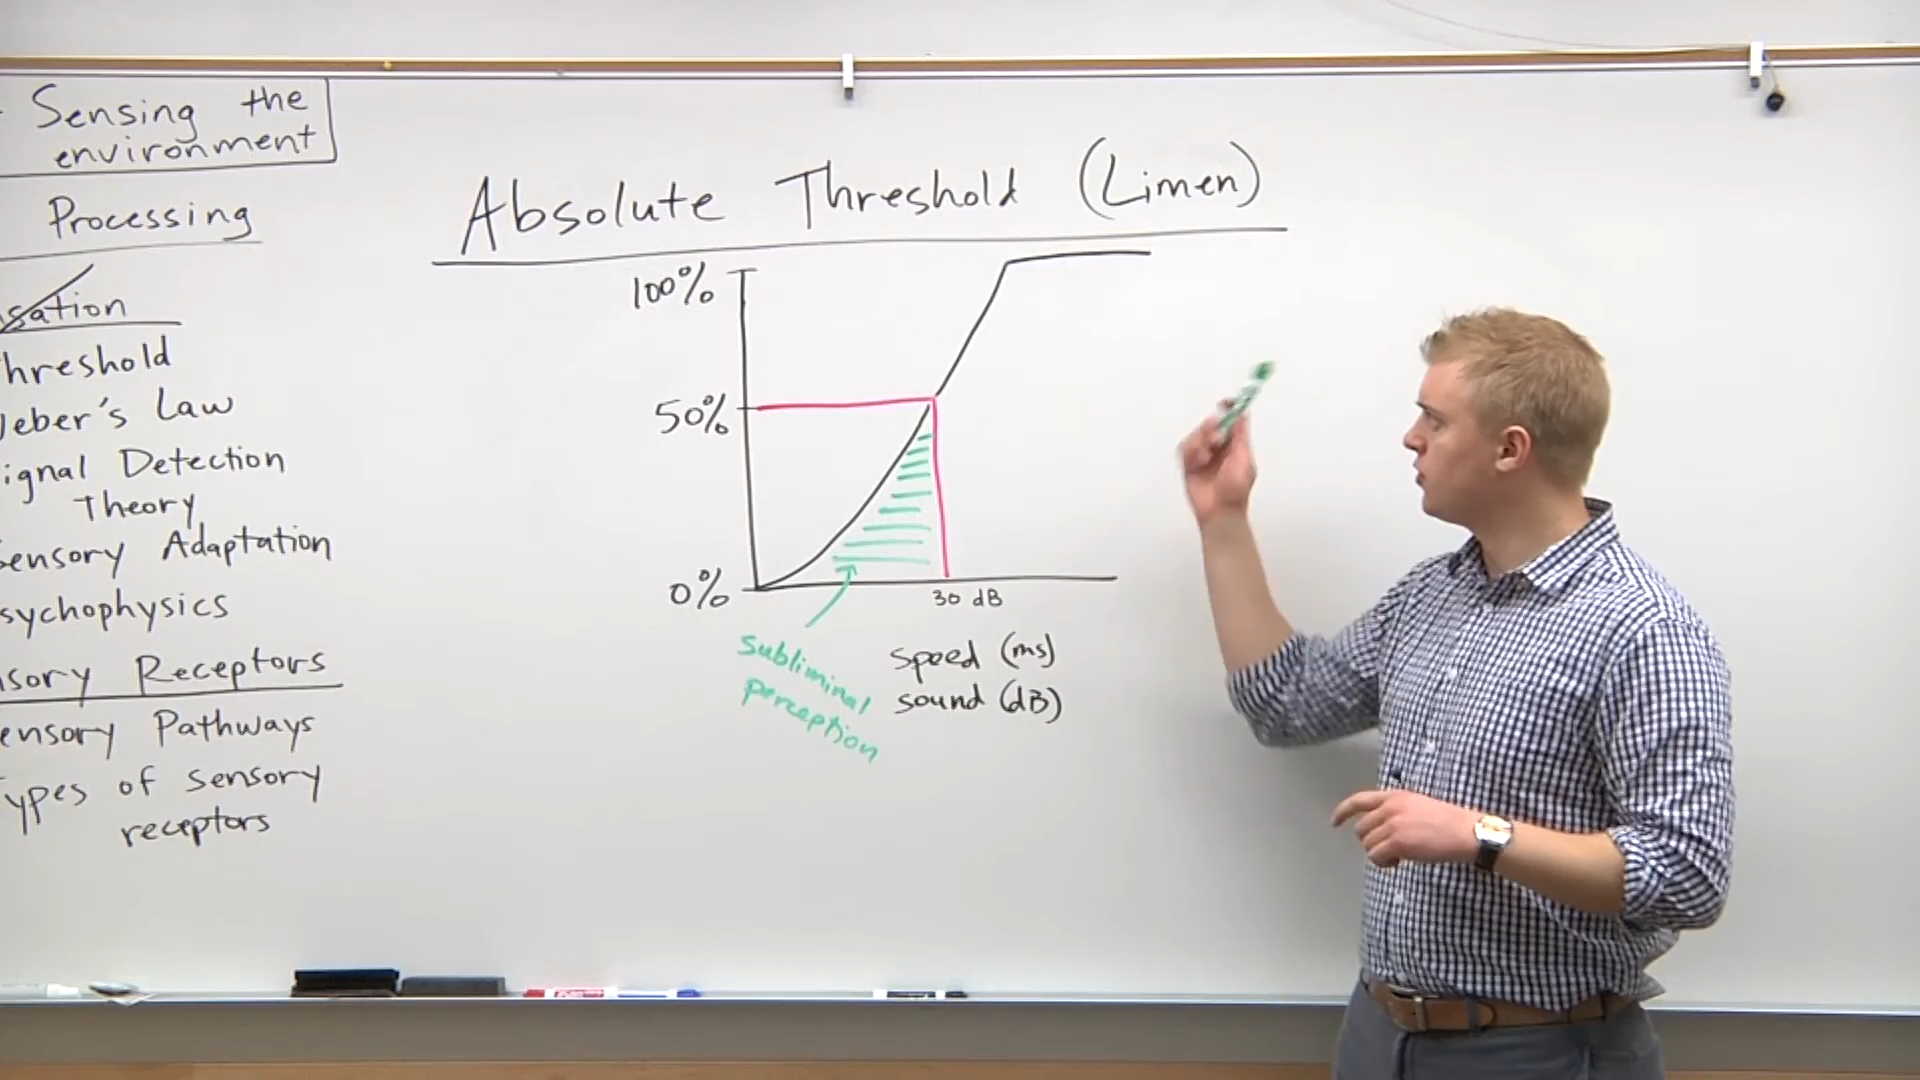 Sensing the
environment
Processing
sation
hreshold
eber's Law
ignal Detection
Theory
ensory Adaptation
sychophysics
sory Receptors
ensory Pathways
ypes of sensory
receptors
Absolute Threshold (Limen)
100%
50%
0%
30 dB
speed (ms)
sound (dB)
subliminal
perception